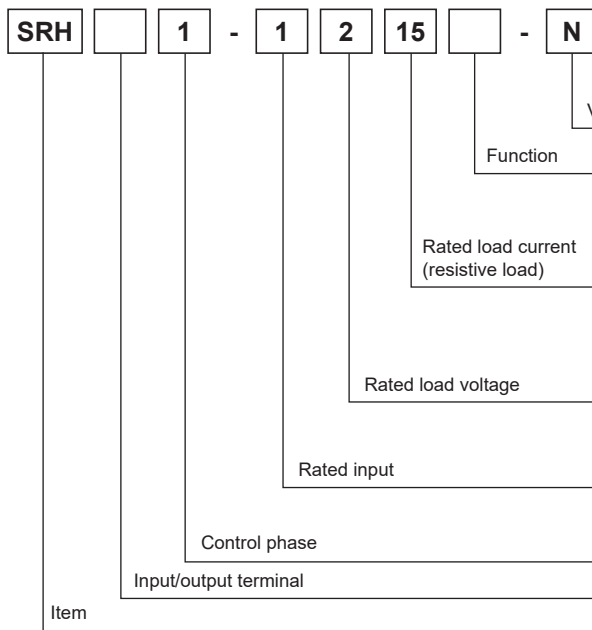 SRH 1 - 1 2 15 - N
Function
Rated load current
(resistive load)
Rated load voltage
Rated input
Control phase
Input/output terminal
Item